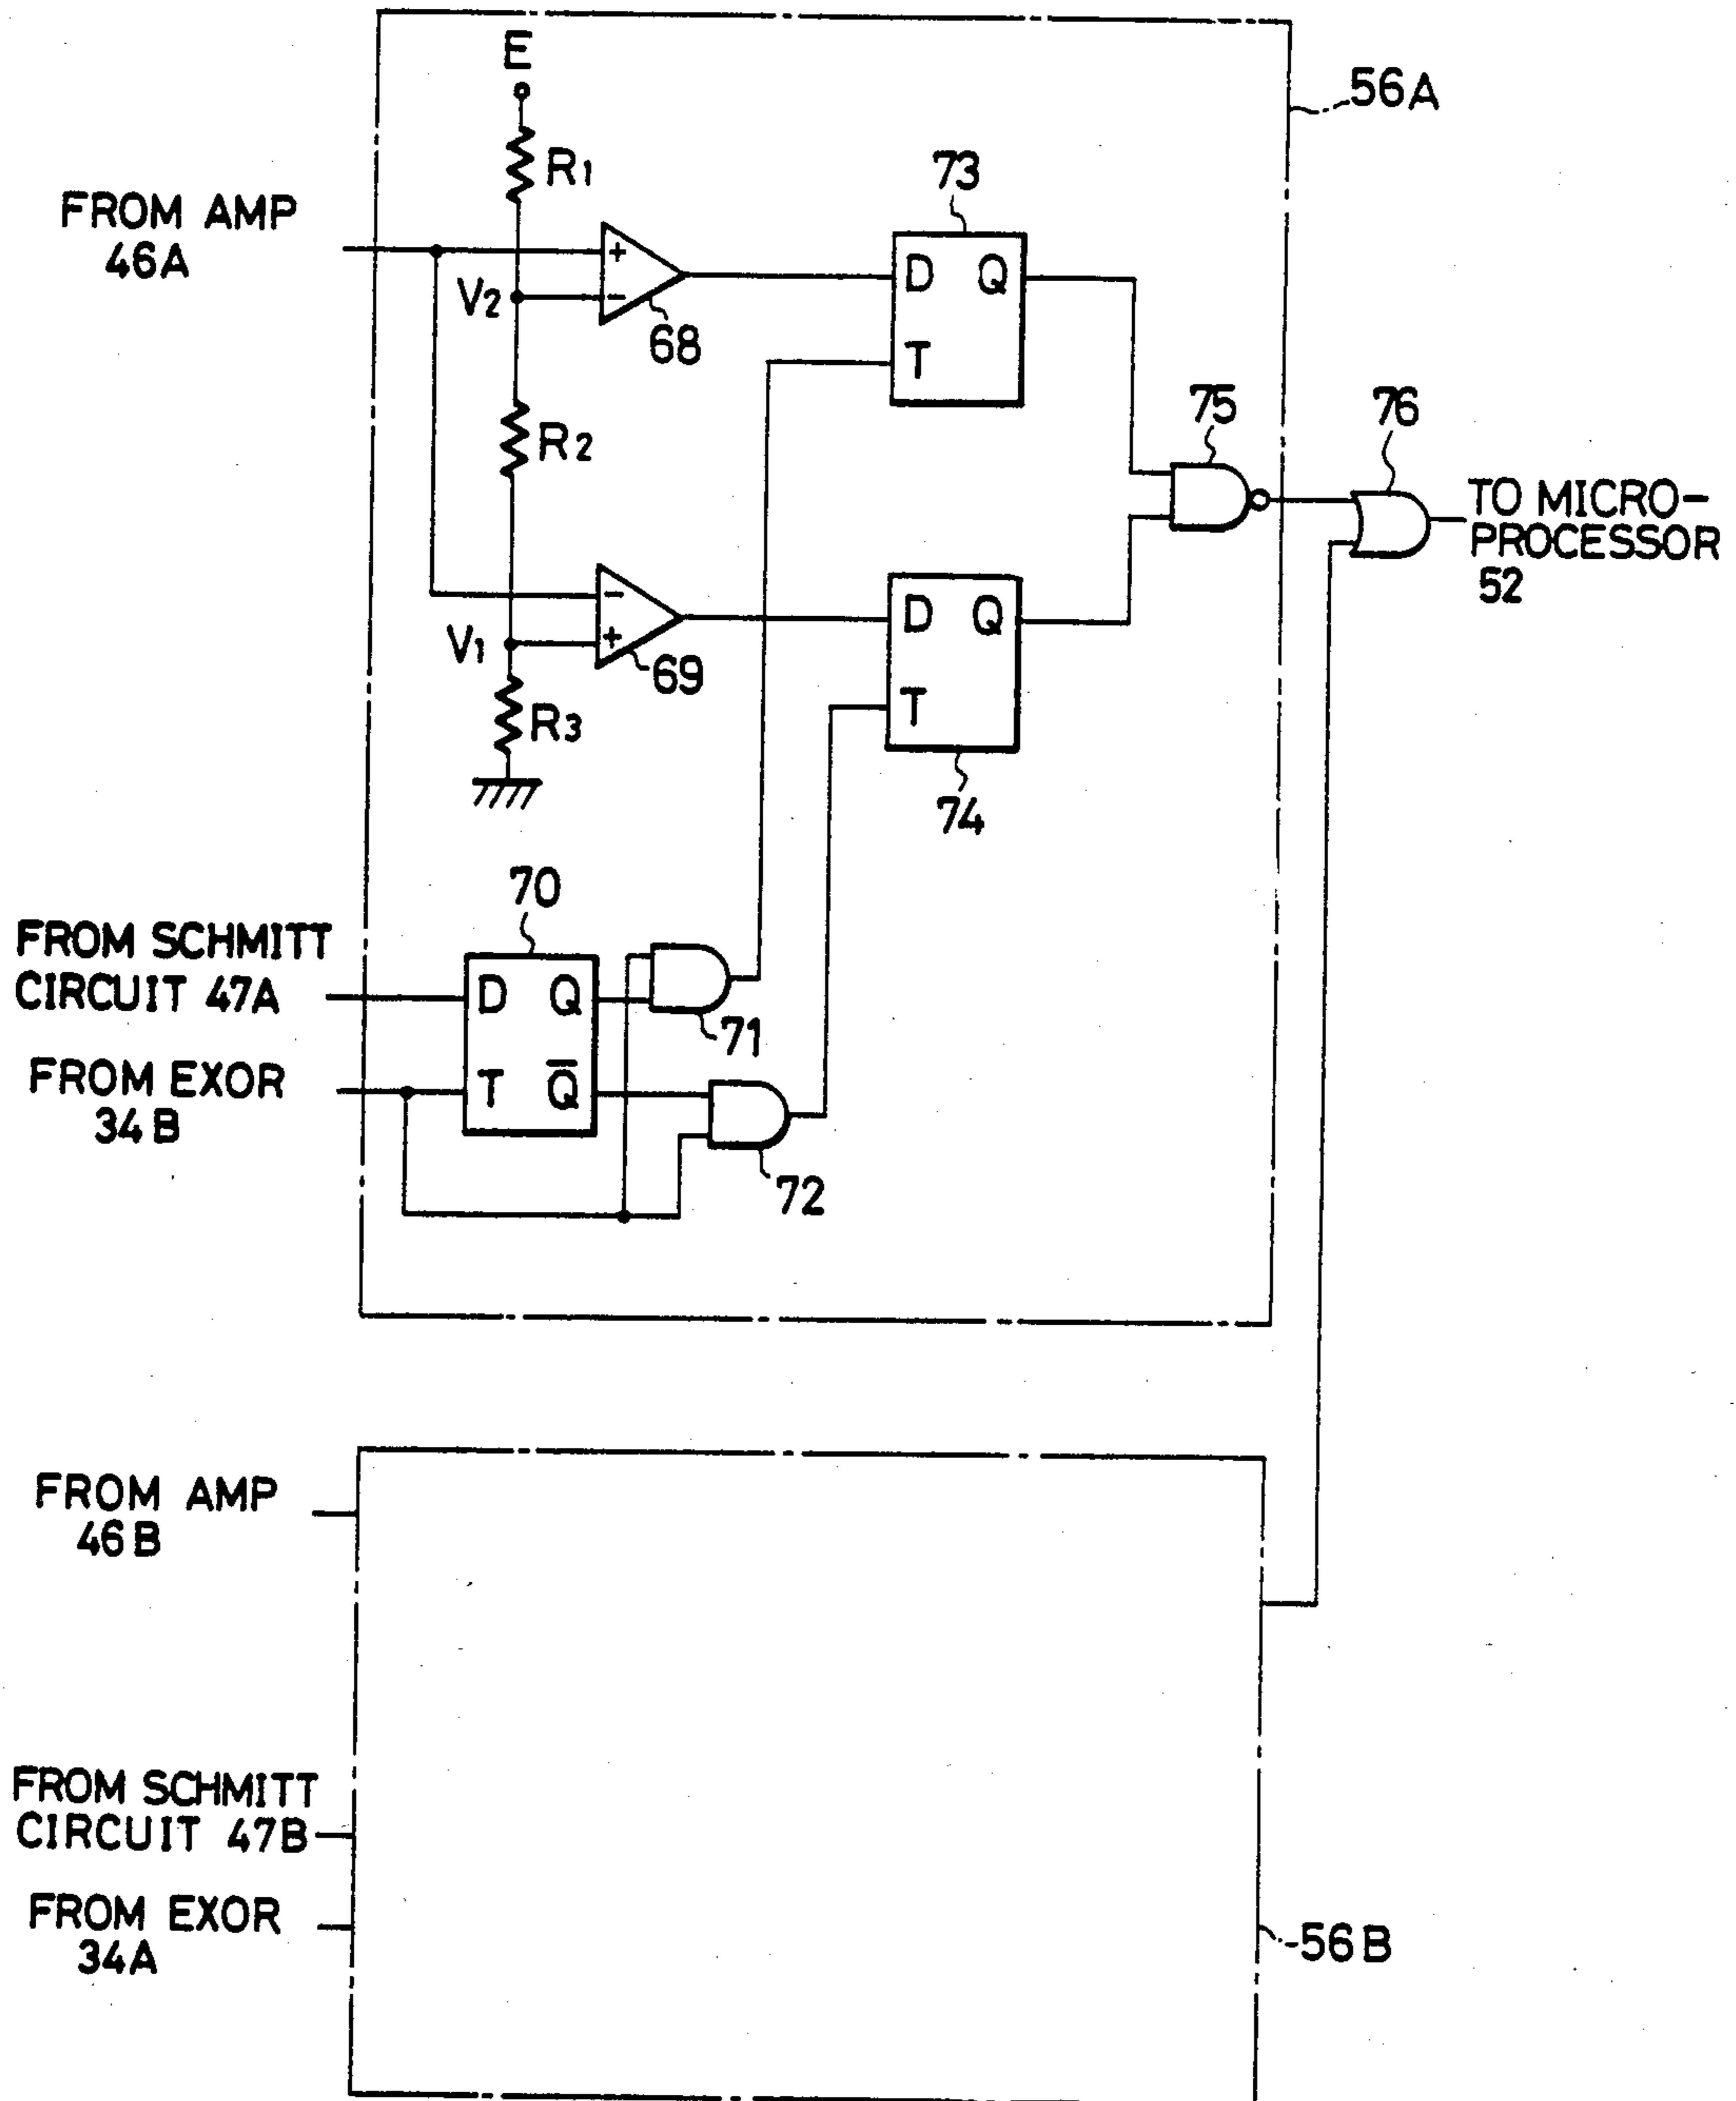 E
56A
R1
73
FROM AMP
46A
+
D Q
V2
-
68
T
75
76
R2
TO MICRO-
PROCESSOR
52
-
D Q
V1
+
69
T
R3
74
70
FROM SCHMITT
CIRCUIT 47A
D Q
71
FROM EXOR
34B
T Q̅
72
FROM AMP
46B
FROM SCHMITT
CIRCUIT 47B
FROM EXOR
34A
56B